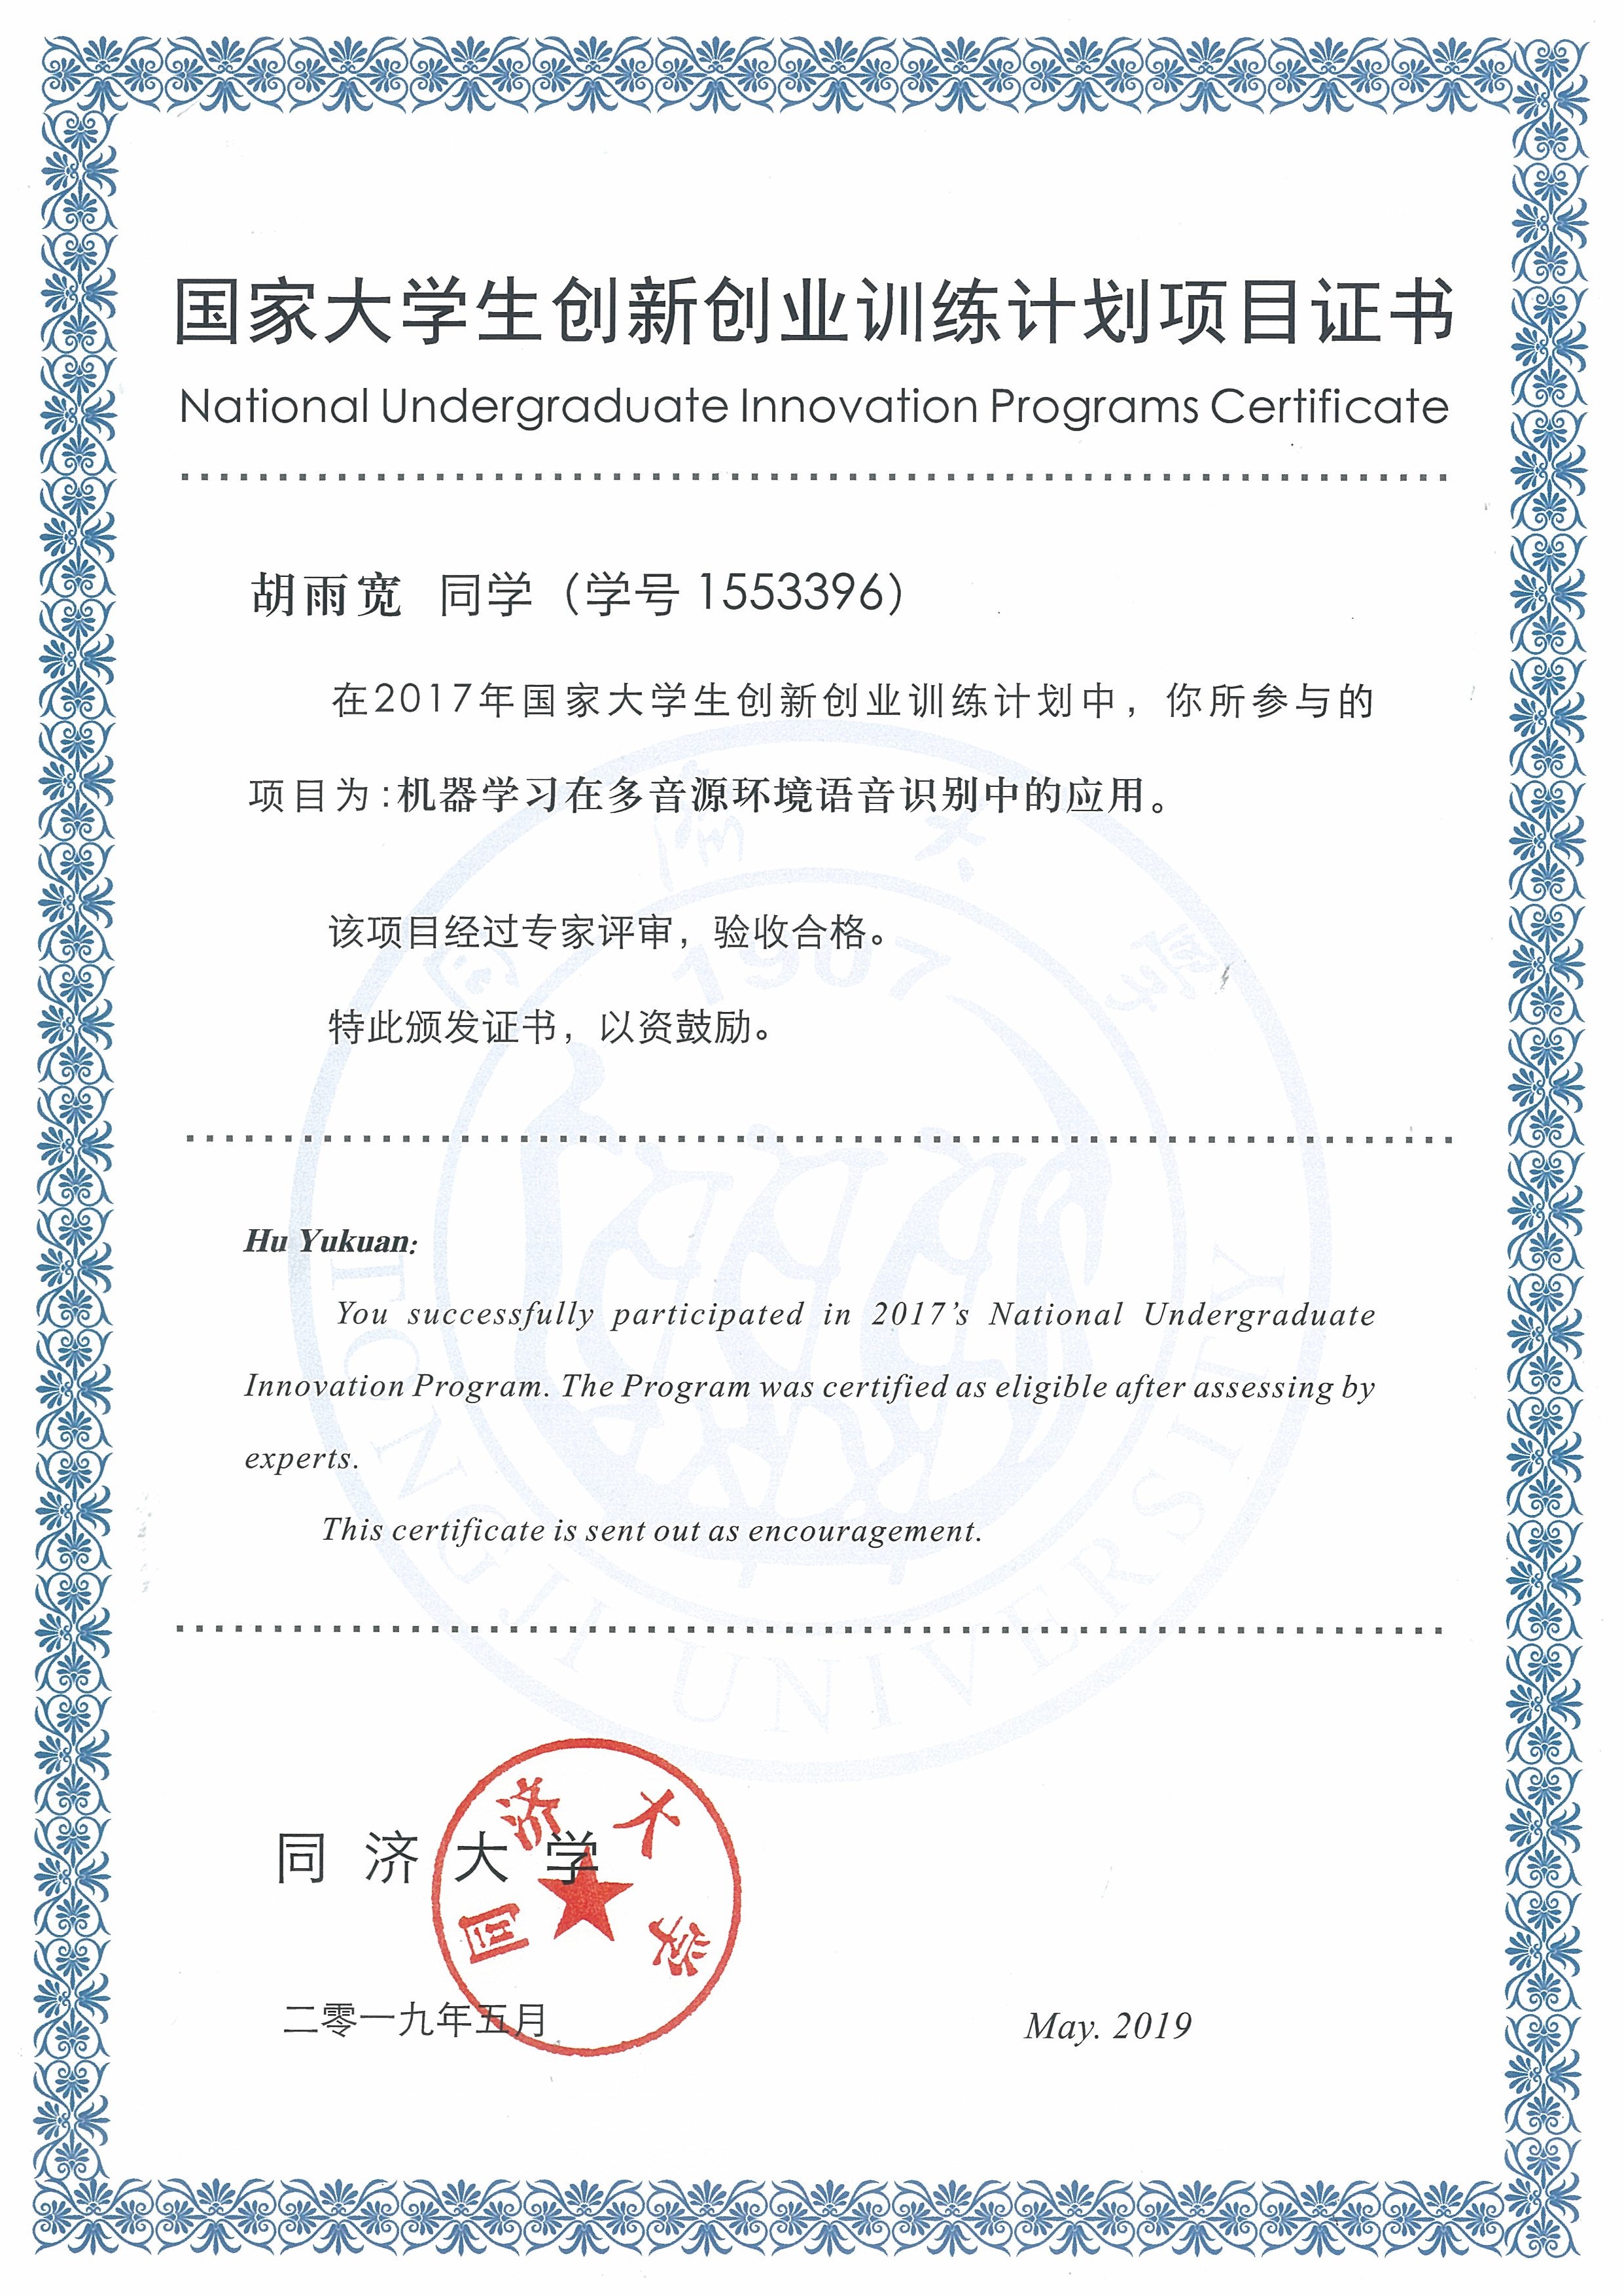 国家大学生创新创业训练计划项目证书
National Undergraduate Innovation Programs Certificate
胡雨宽 同学（学号 1553396）
在2017年国家大学生创新创业训练计划中，你所参与的
项目为:机器学习在多音源环境语音识别中的应用。
该项目经过专家评审，验收合格。
特此颁发证书，以资鼓励。
Hu Yukuan:
You successfully participated in 2017’s National Undergraduate
Innovation Program. The Program was certified as eligible after assessing by
experts.
This certificate is sent out as encouragement.
同济大学
1907
TONGJI UNIVERSITY
同济大学
同济大学
二零一九年五月
May. 2019